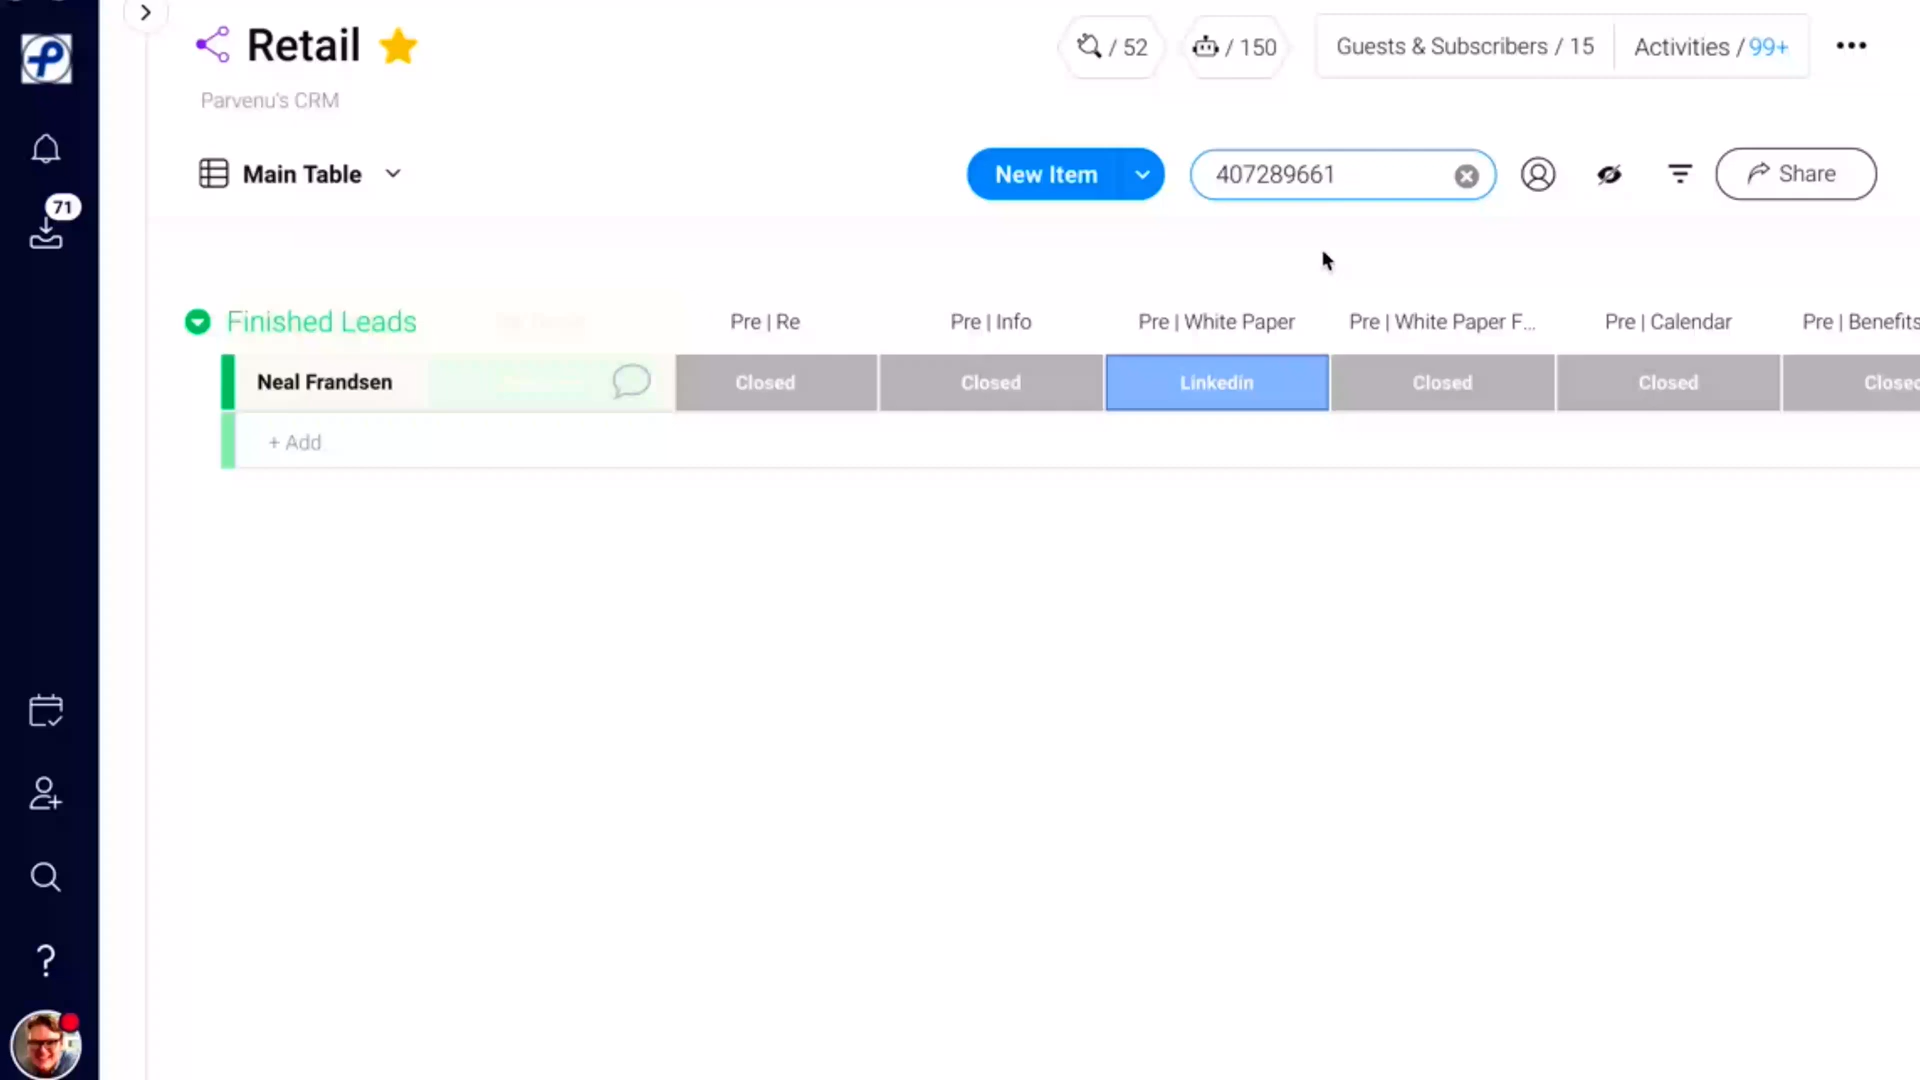 Retail
/ 52
/ 150
Guests & Subscribers / 15
Activities / 99+
Parvenu's CRM
Main Table
New Item
407289661
Share
71
Finished Leads
Pre | Re
Pre | Info
Pre | White Paper
Pre | White Paper F...
Pre | Calendar
Pre | Benefits
Neal Frandsen
Closed
Closed
Linkedin
Closed
Closed
Close
+ Add
?